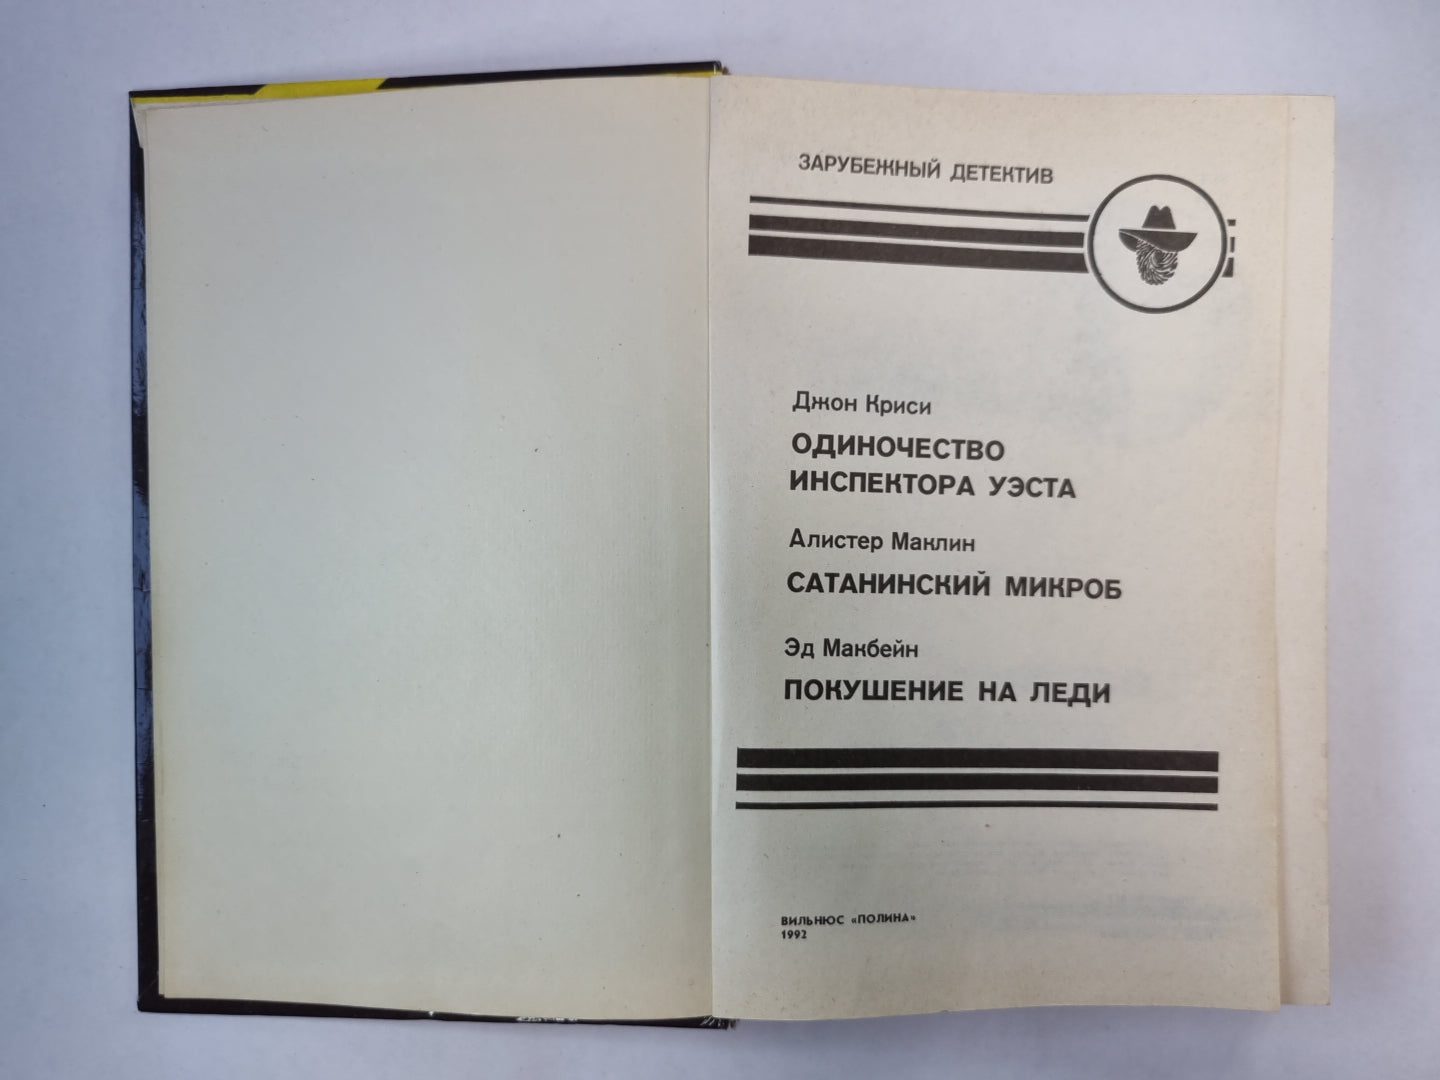 ЗАРУБЕЖНЫЙ ДЕТЕКТИВ
Джон Криси
ОДИНОЧЕСТВО
ИНСПЕКТОРА УЭСТА
Алистер Маклин
САТАНИНСКИЙ МИКРОБ
Эд Макбейн
ПОКУШЕНИЕ НА ЛЕДИ
ВИЛЬНЮС «ПОЛИНА»
1992